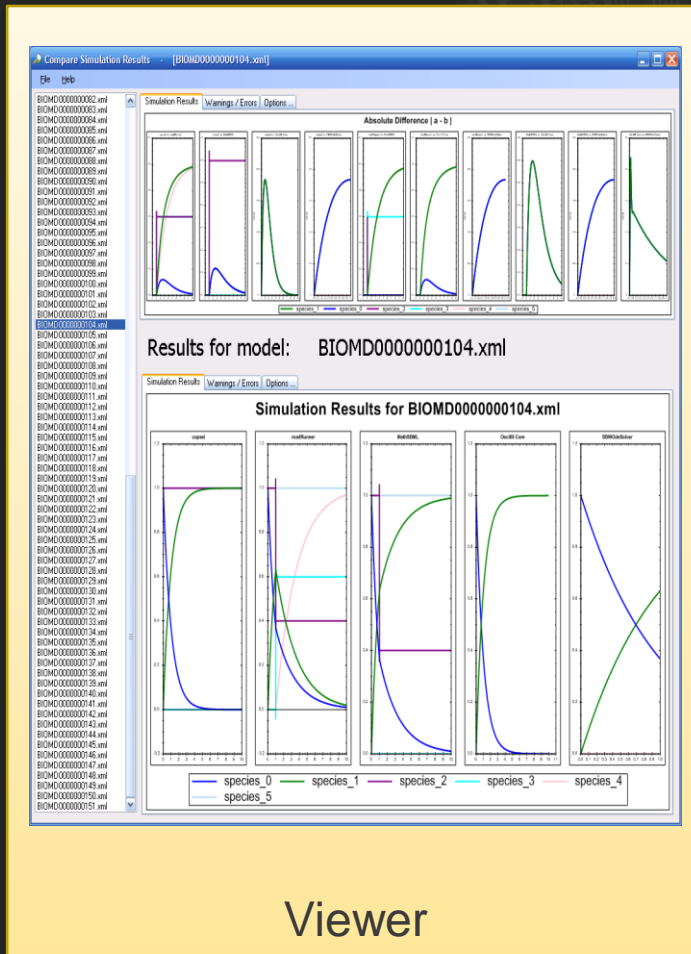 Compare Simulation Results - [BIOMD0000000104.xml]
File Help
BIOMD0000000082.xml
BIOMD0000000083.xml
BIOMD0000000084.xml
BIOMD0000000085.xml
BIOMD0000000086.xml
BIOMD0000000087.xml
BIOMD0000000088.xml
BIOMD0000000089.xml
BIOMD0000000090.xml
BIOMD0000000091.xml
BIOMD0000000092.xml
BIOMD0000000093.xml
BIOMD0000000094.xml
BIOMD0000000095.xml
BIOMD0000000096.xml
BIOMD0000000097.xml
BIOMD0000000098.xml
BIOMD0000000099.xml
BIOMD0000000100.xml
BIOMD0000000101.xml
BIOMD0000000102.xml
BIOMD0000000103.xml
BIOMD0000000104.xml
BIOMD0000000105.xml
BIOMD0000000106.xml
BIOMD0000000107.xml
BIOMD0000000108.xml
BIOMD0000000109.xml
BIOMD0000000110.xml
BIOMD0000000111.xml
BIOMD0000000112.xml
BIOMD0000000113.xml
BIOMD0000000114.xml
BIOMD0000000115.xml
BIOMD0000000116.xml
BIOMD0000000117.xml
BIOMD0000000118.xml
BIOMD0000000119.xml
BIOMD0000000120.xml
BIOMD0000000121.xml
BIOMD0000000122.xml
BIOMD0000000123.xml
BIOMD0000000124.xml
BIOMD0000000125.xml
BIOMD0000000126.xml
BIOMD0000000127.xml
BIOMD0000000128.xml
BIOMD0000000129.xml
BIOMD0000000130.xml
BIOMD0000000131.xml
BIOMD0000000132.xml
BIOMD0000000133.xml
BIOMD0000000134.xml
BIOMD0000000135.xml
BIOMD0000000136.xml
BIOMD0000000137.xml
BIOMD0000000138.xml
BIOMD0000000139.xml
BIOMD0000000140.xml
BIOMD0000000141.xml
BIOMD0000000142.xml
BIOMD0000000143.xml
BIOMD0000000144.xml
BIOMD0000000145.xml
BIOMD0000000146.xml
BIOMD0000000147.xml
BIOMD0000000148.xml
BIOMD0000000149.xml
BIOMD0000000150.xml
BIOMD0000000151.xml
Simulation Results Warnings / Errors Options ...
Absolute Difference | a - b |
species_1 species_0 species_2 species_3 species_4 species_5
Results for model: BIOMD0000000104.xml
Simulation Results Warnings / Errors Options ...
Simulation Results for BIOMD0000000104.xml
copasi roadRunner MathSBML Oscill8 Core SBMLOdeSolver
species_0 species_1 species_2 species_3 species_4
species_5
Viewer